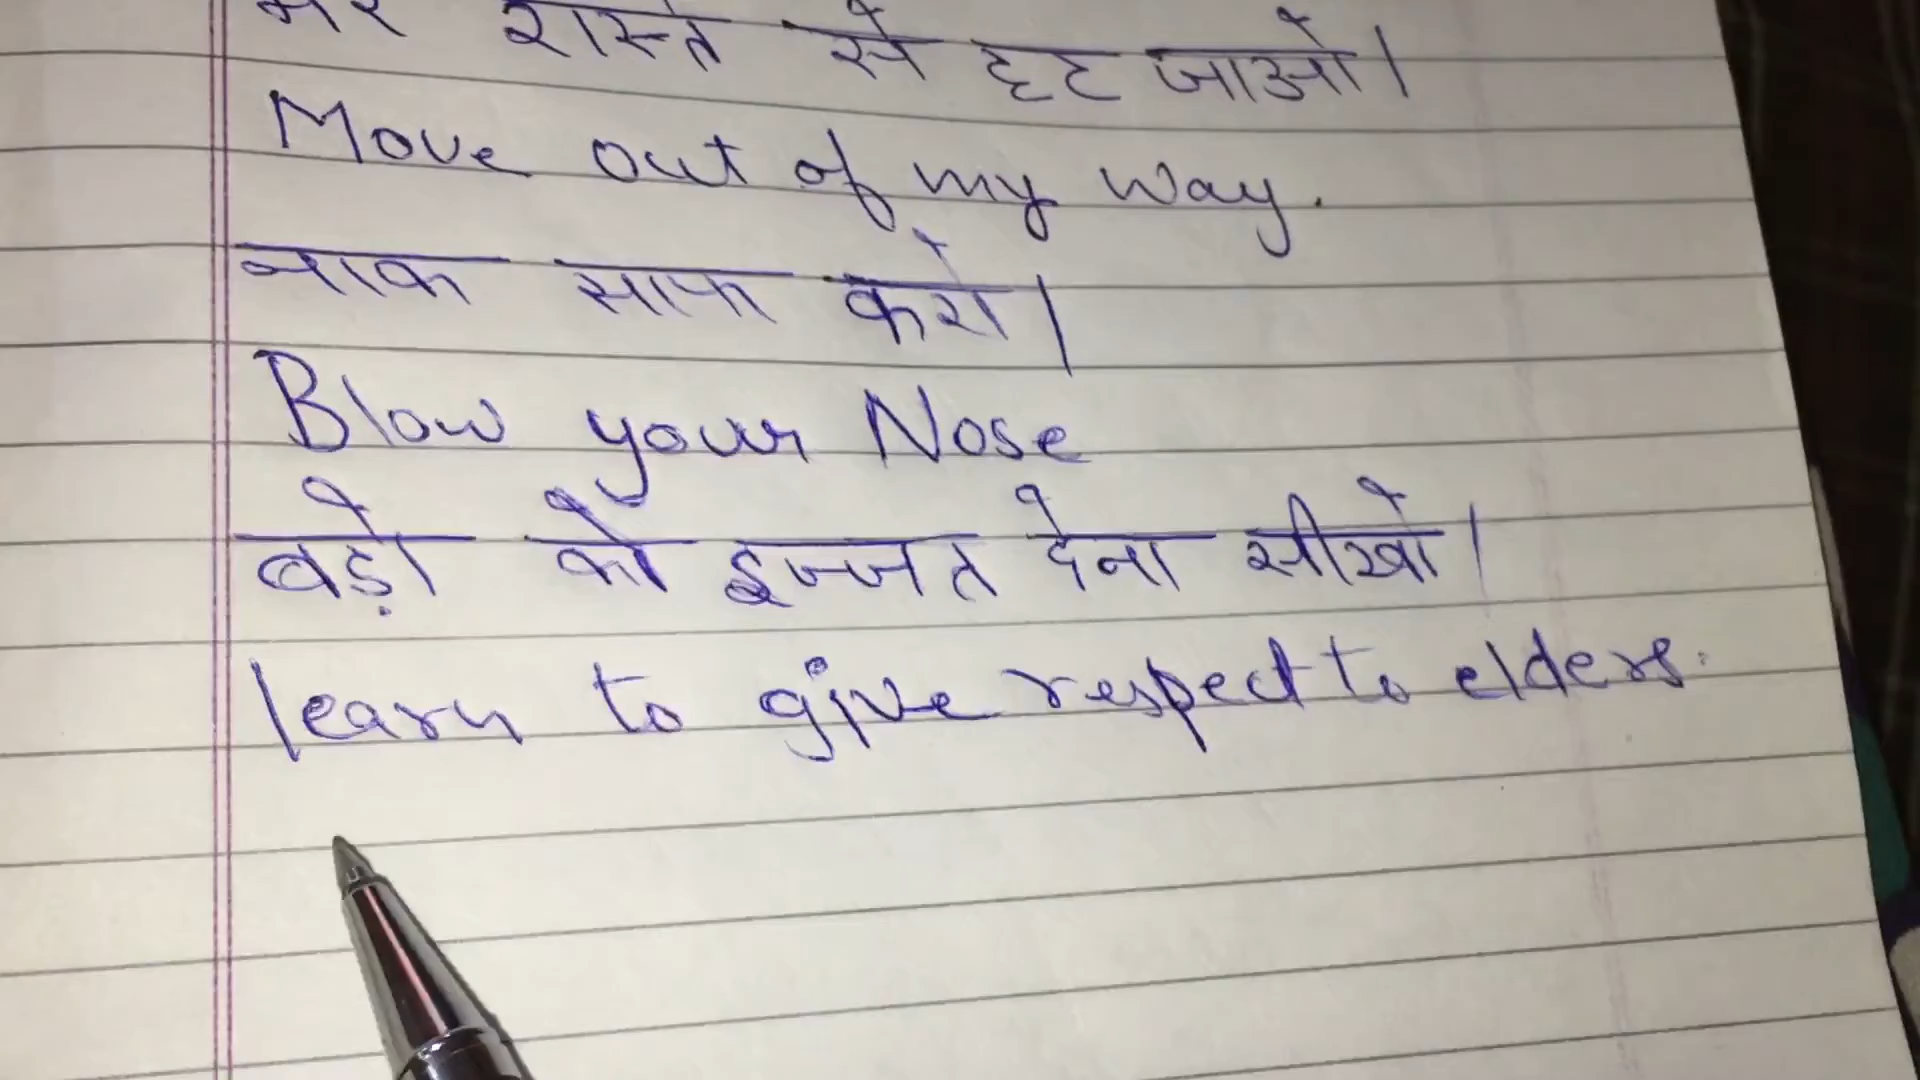 मेरे रास्ते से हट जाओ।
Move out of my way.
नाक साफ करो।
Blow your Nose
बड़ो को इज्जत देना सीखो।
learn to give respect to elders.